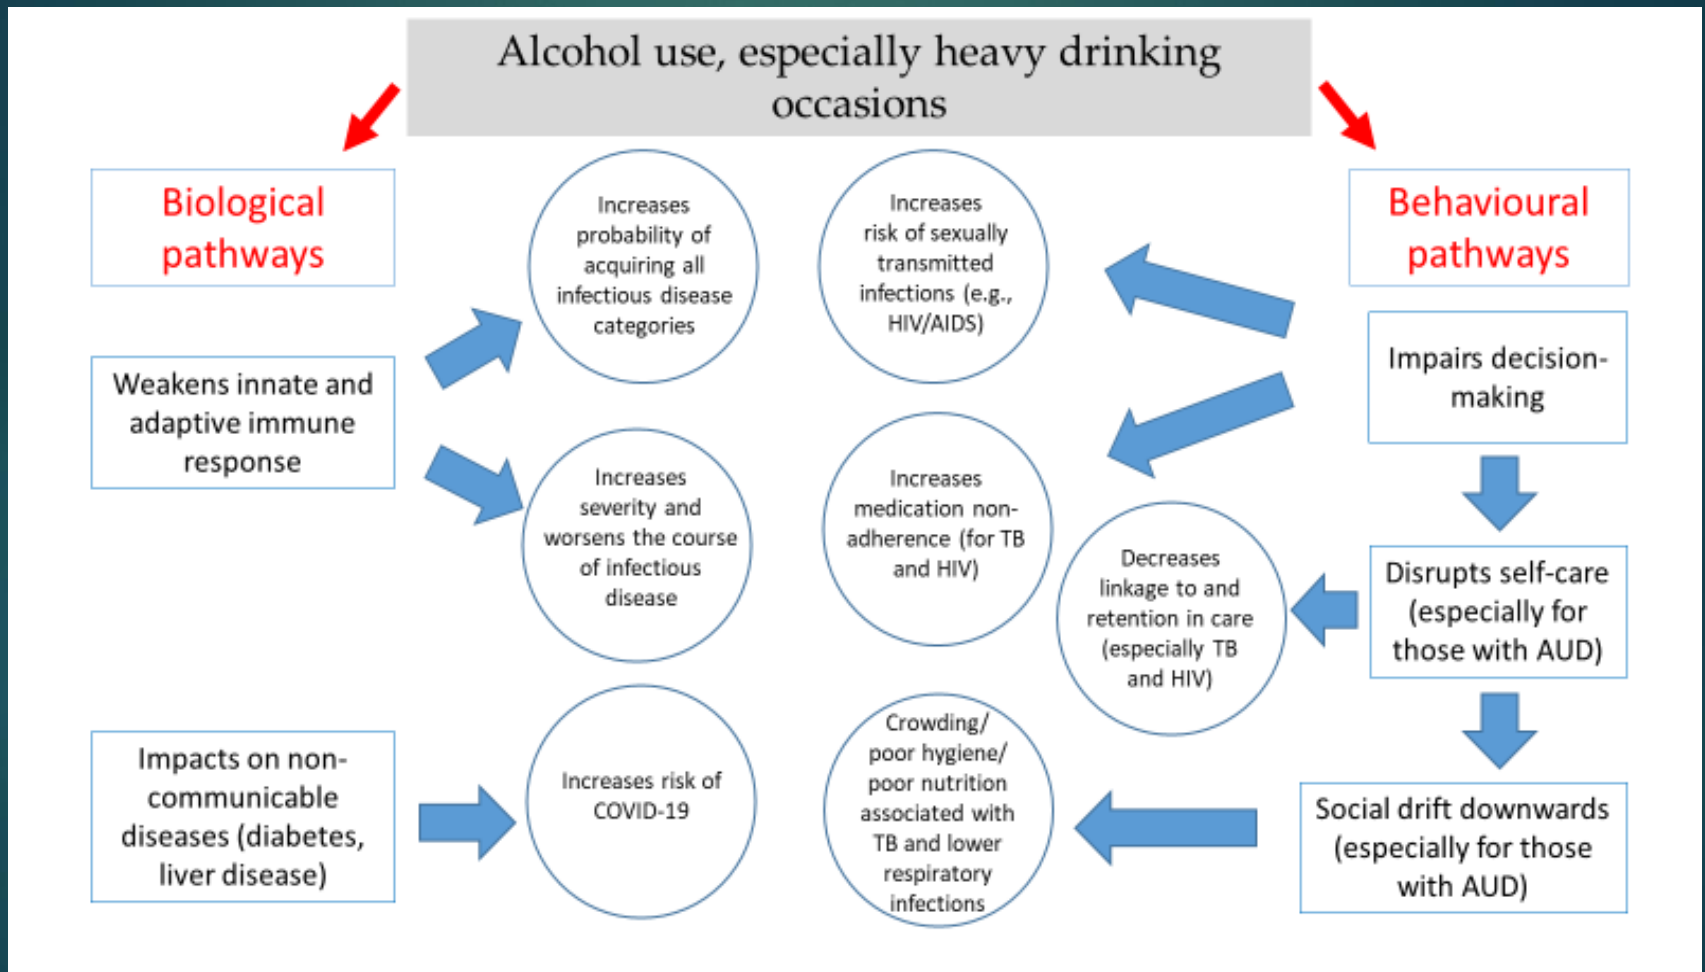 Alcohol use, especially heavy drinking
occasions
Biological
pathways
Weakens innate and
adaptive immune
response
Impacts on non-
communicable
diseases (diabetes,
liver disease)
Increases
probability of
acquiring all
infectious disease
categories
Increases
severity and
worsens the course
of infectious
disease
Increases risk of
COVID-19
Increases
risk of sexually
transmitted
infections (e.g.,
HIV/AIDS)
Increases
medication non-
adherence (for TB
and HIV)
Crowding/
poor hygiene/
poor nutrition
associated with
TB and lower
respiratory
infections
Decreases
linkage to and
retention in care
(especially TB
and HIV)
Behavioural
pathways
Impairs decision-
making
Disrupts self-care
(especially for
those with AUD)
Social drift downwards
(especially for those
with AUD)